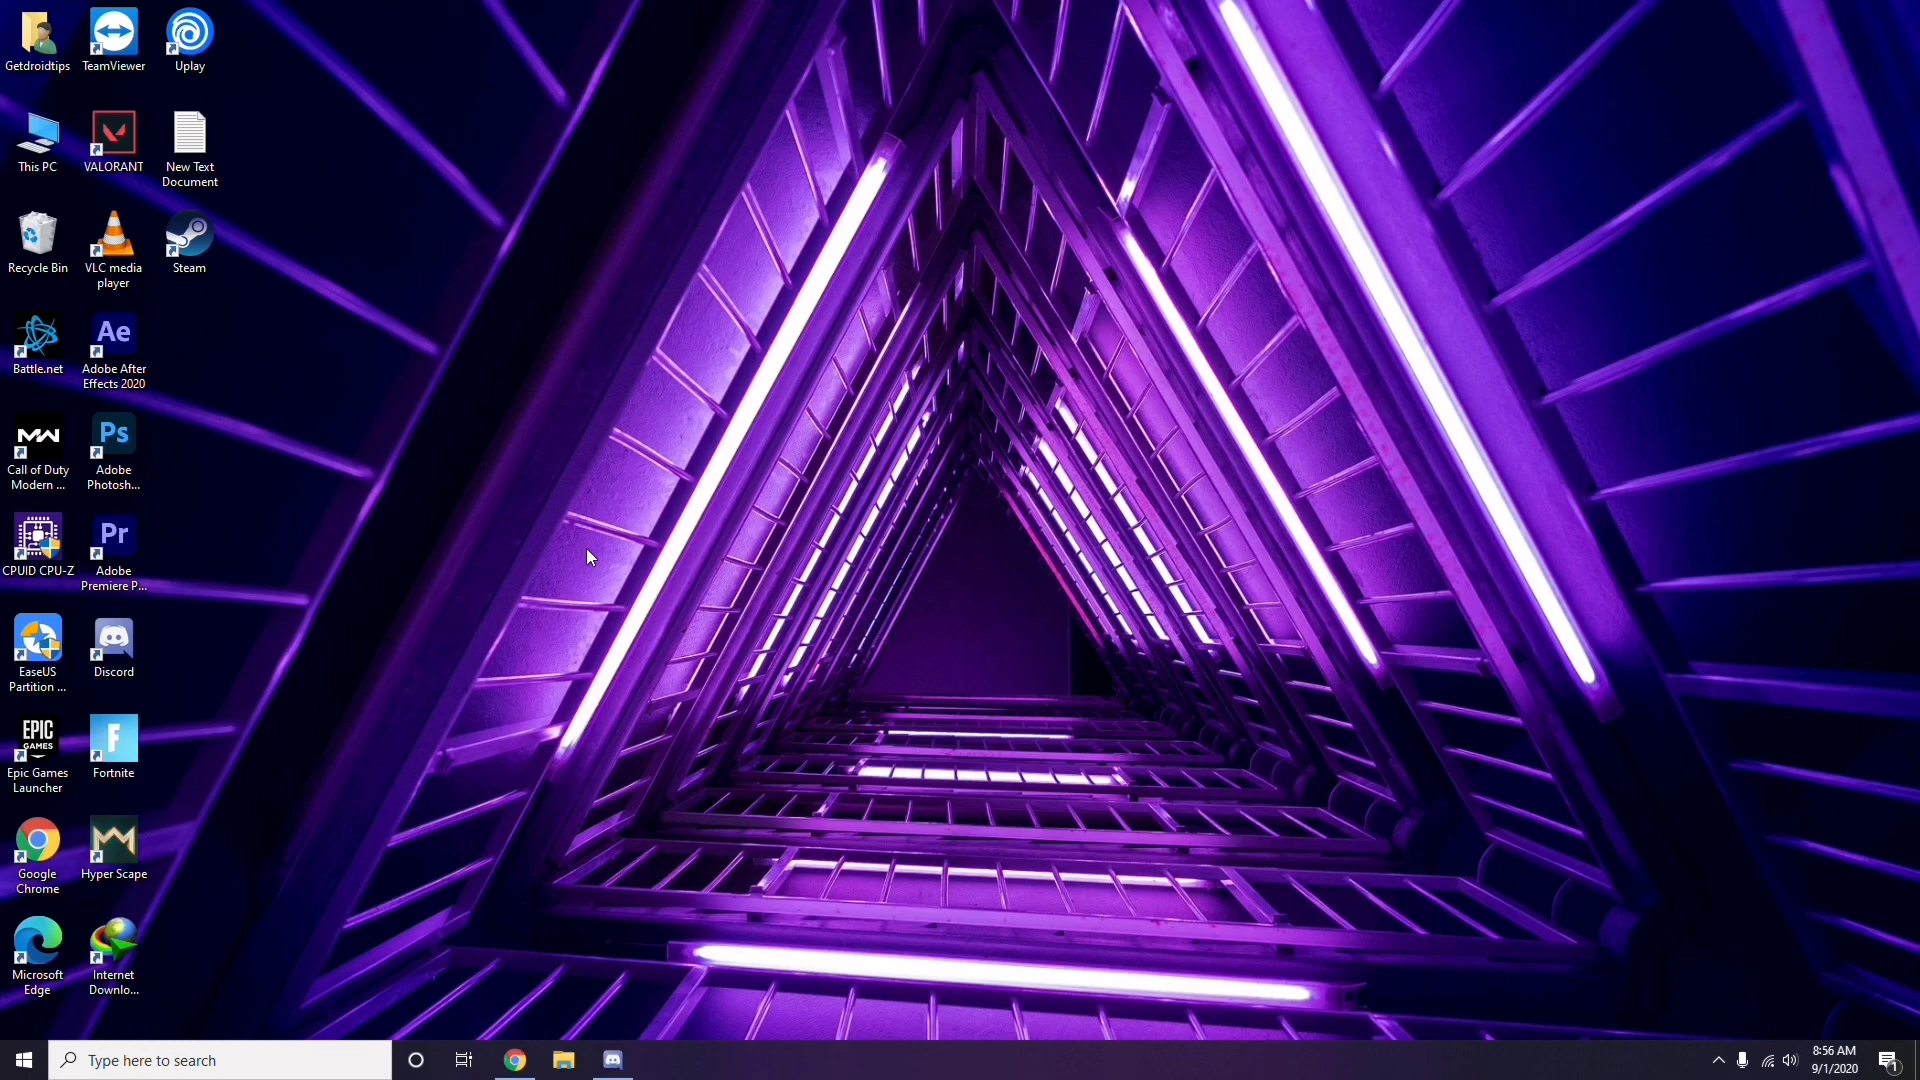 Getdroidtips
TeamViewer
Uplay
This PC
VALORANT
New Text
Document
Recycle Bin
VLC media
player
Steam
Battle.net
Ae
Adobe After
Effects 2020
MW
Call of Duty
Modern ...
Ps
Adobe
Photosh...
CPUID CPU-Z
Pr
Adobe
Premiere P...
EaseUS
Partition ...
Discord
EPIC
GAMES
Epic Games
Launcher
F
Fortnite
Google
Chrome
Hyper Scape
Microsoft
Edge
Internet
Downlo...
Type here to search
8:56 AM
9/1/2020
1